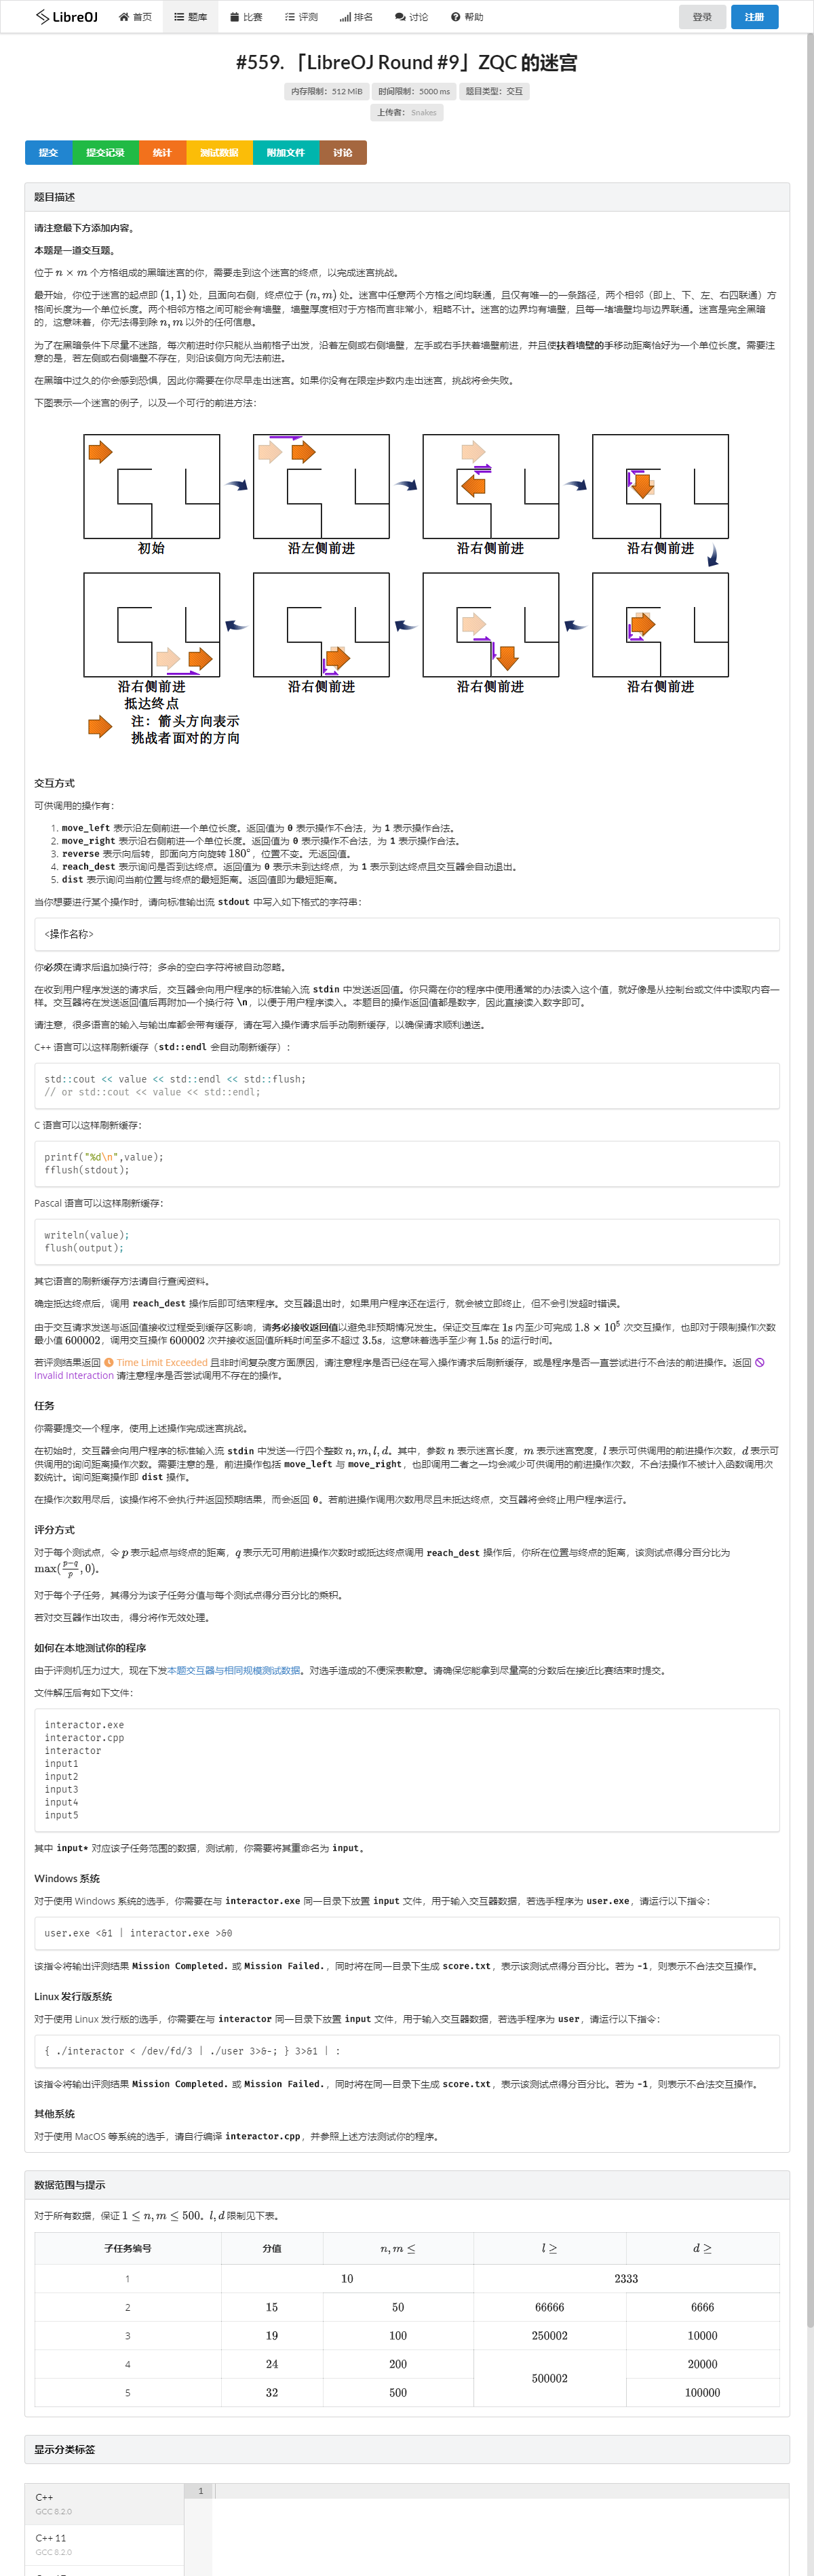 LibreOJ 首页 题库 比赛 评测 排名 讨论 帮助 登录 注册
#559. 「LibreOJ Round #9」ZQC 的迷宫
内存限制：512 MiB 时间限制：5000 ms 题目类型：交互
上传者： Snakes
提交 提交记录 统计 测试数据 附加文件 讨论
题目描述
请注意最下方添加内容。
本题是一道交互题。
位于 n × m 个方格组成的黑暗迷宫的你，需要走到这个迷宫的终点，以完成迷宫挑战。
最开始，你位于迷宫的起点即 (1, 1) 处，且面向右侧，终点位于 (n, m) 处。迷宫中任意两个方格之间均联通，且仅有唯一的一条路径，两个相邻（即上、下、左、右四联通）方
格间距离为一个单位长度。两个相邻方格之间可能会有墙壁，墙壁厚度相对于方格而言非常小，粗略不计。迷宫的边界均有墙壁，且每一堵墙壁均与边界联通。迷宫是完全黑暗
的，这意味着，你无法得到除 n, m 以外的任何信息。
为了在黑暗条件下尽量不迷路，每次前进时你只能从当前格子出发，沿着左侧或右侧墙壁，左手或右手扶着墙壁前进，并且使扶着墙壁的手移动距离恰好为一个单位长度。需要注
意的是，若左侧或右侧墙壁不存在，则沿该侧方向无法前进。
在黑暗中过久的你会感到恐惧，因此你需要在你尽早走出迷宫。如果你没有在限定步数内走出迷宫，挑战将会失败。
下图表示一个迷宫的例子，以及一个可行的前进方法：
初始 沿左侧前进 沿右侧前进 沿右侧前进
沿右侧前进 沿右侧前进 沿右侧前进 沿右侧前进
抵达终点
注：箭头方向表示
挑战者面对的方向
交互方式
可供调用的操作有：
1. move_left 表示沿左侧前进一个单位长度。返回值为 0 表示操作不合法，为 1 表示操作合法。
2. move_right 表示沿右侧前进一个单位长度。返回值为 0 表示操作不合法，为 1 表示操作合法。
3. reverse 表示向后转，即面向方向旋转 180°，位置不变。无返回值。
4. reach_dest 表示询问是否到达终点。返回值为 0 表示未到达终点，为 1 表示到达终点且交互器会自动退出。
5. dist 表示询问当前位置与终点的最短距离。返回值即为最短距离。
当你想要进行某个操作时，请向标准输出流 stdout 中写入如下格式的字符串：
<操作名称>
你必须在请求后追加换行符；多余的空白字符将被自动忽略。
在收到用户程序发送的请求后，交互器会向用户程序的标准输入流 stdin 中发送返回值。你只需在你的程序中使用通常的办法读入这个值，就好像是从控制台或文件中读取内容一
样。交互器将在发送返回值后再附加一个换行符 \n，以便于用户程序读入。本题目的操作返回值都是数字，因此直接读入数字即可。
请注意，很多语言的输入与输出库都会带有缓存，请在写入操作请求后手动刷新缓存，以确保请求顺利递送。
C++ 语言可以这样刷新缓存（std::endl 会自动刷新缓存）：
std::cout << value << std::endl << std::flush;
// or std::cout << value << std::endl;
C 语言可以这样刷新缓存：
printf("%d\n",value);
fflush(stdout);
Pascal 语言可以这样刷新缓存：
writeln(value);
flush(output);
其它语言的刷新缓存方法请自行查阅资料。
确定抵达终点后，调用 reach_dest 操作后即可结束程序。交互器退出时，如果用户程序还在运行，就会被立即终止，但不会引发超时错误。
由于交互请求发送与返回值接收过程受到缓存区影响，请务必接收返回值以避免非预期情况发生。保证交互库在 1s 内至少可完成 1.8 × 10⁵ 次交互操作，也即对于限制操作次数
最小值 600002，调用交互操作 600002 次并接收返回值所耗时间至多不超过 3.5s，这意味着选手至少有 1.5s 的运行时间。
若评测结果返回 Time Limit Exceeded 且非时间复杂度方面原因，请注意程序是否已经在写入操作请求后刷新缓存，或是程序是否一直尝试进行不合法的前进操作。返回
Invalid Interaction 请注意程序是否尝试调用不存在的操作。
任务
你需要提交一个程序，使用上述操作完成迷宫挑战。
在初始时，交互器会向用户程序的标准输入流 stdin 中发送一行四个整数 n, m, l, d。其中，参数 n 表示迷宫长度，m 表示迷宫宽度，l 表示可供调用的前进操作次数，d 表示可
供调用的询问距离操作次数。需要注意的是，前进操作包括 move_left 与 move_right，也即调用二者之一均会减少可供调用的前进操作次数，不合法操作不被计入函数调用次
数统计。询问距离操作即 dist 操作。
在操作次数用尽后，该操作将不会执行并返回预期结果，而会返回 0。若前进操作调用次数用尽且未抵达终点，交互器将会终止用户程序运行。
评分方式
对于每个测试点，令 p 表示起点与终点的距离，q 表示无可用前进操作次数时或抵达终点调用 reach_dest 操作后，你所在位置与终点的距离，该测试点得分百分比为
max((p−q)/p, 0)。
对于每个子任务，其得分为该子任务分值与每个测试点得分百分比的乘积。
若对交互器作出攻击，得分将作无效处理。
如何在本地测试你的程序
由于评测机压力过大，现在下发本题交互器与相同规模测试数据。对选手造成的不便深表歉意。请确保您能拿到尽量高的分数后在接近比赛结束时提交。
文件解压后有如下文件：
interactor.exe
interactor.cpp
interactor
input1
input2
input3
input4
input5
其中 input* 对应该子任务范围的数据，测试前，你需要将其重命名为 input。
Windows 系统
对于使用 Windows 系统的选手，你需要在与 interactor.exe 同一目录下放置 input 文件，用于输入交互器数据，若选手程序为 user.exe，请运行以下指令：
user.exe <&1 | interactor.exe >&0
该指令将输出评测结果 Mission Completed. 或 Mission Failed.，同时将在同一目录下生成 score.txt，表示该测试点得分百分比。若为 -1，则表示不合法交互操作。
Linux 发行版系统
对于使用 Linux 发行版的选手，你需要在与 interactor 同一目录下放置 input 文件，用于输入交互器数据，若选手程序为 user，请运行以下指令：
{ ./interactor < /dev/fd/3 | ./user 3>&-; } 3>&1 | :
该指令将输出评测结果 Mission Completed. 或 Mission Failed.，同时将在同一目录下生成 score.txt，表示该测试点得分百分比。若为 -1，则表示不合法交互操作。
其他系统
对于使用 MacOS 等系统的选手，请自行编译 interactor.cpp，并参照上述方法测试你的程序。
数据范围与提示
对于所有数据，保证 1 ≤ n, m ≤ 500。l, d 限制见下表。
子任务编号 分值 n, m ≤ l ≥ d ≥
1 10 2333
2 15 50 66666 6666
3 19 100 250002 10000
4 24 200 500002 20000
5 32 500 100000
显示分类标签
C++ 1
GCC 8.2.0
C++ 11
GCC 8.2.0